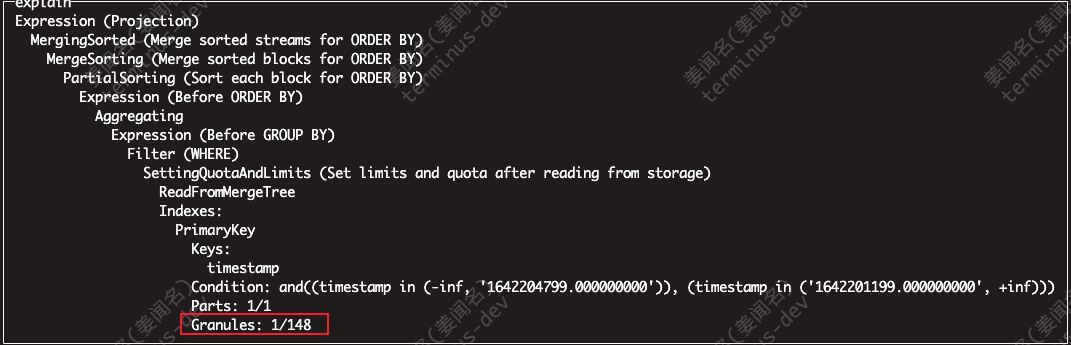 explain
Expression (Projection)
MergingSorted (Merge sorted streams for ORDER BY)
MergeSorting (Merge sorted blocks for ORDER BY)
PartialSorting (Sort each block for ORDER BY)
Expression (Before ORDER BY)
Aggregating
Expression (Before GROUP BY)
Filter (WHERE)
SettingQuotaAndLimits (Set limits and quota after reading from storage)
ReadFromMergeTree
Indexes:
PrimaryKey
Keys:
timestamp
Condition: and((timestamp in (-inf, '1642204799.000000000']), (timestamp in ('1642201199.000000000', +inf)))
Parts: 1/1
Granules: 1/148
姜闻名(姜闻名)
terminus-dev